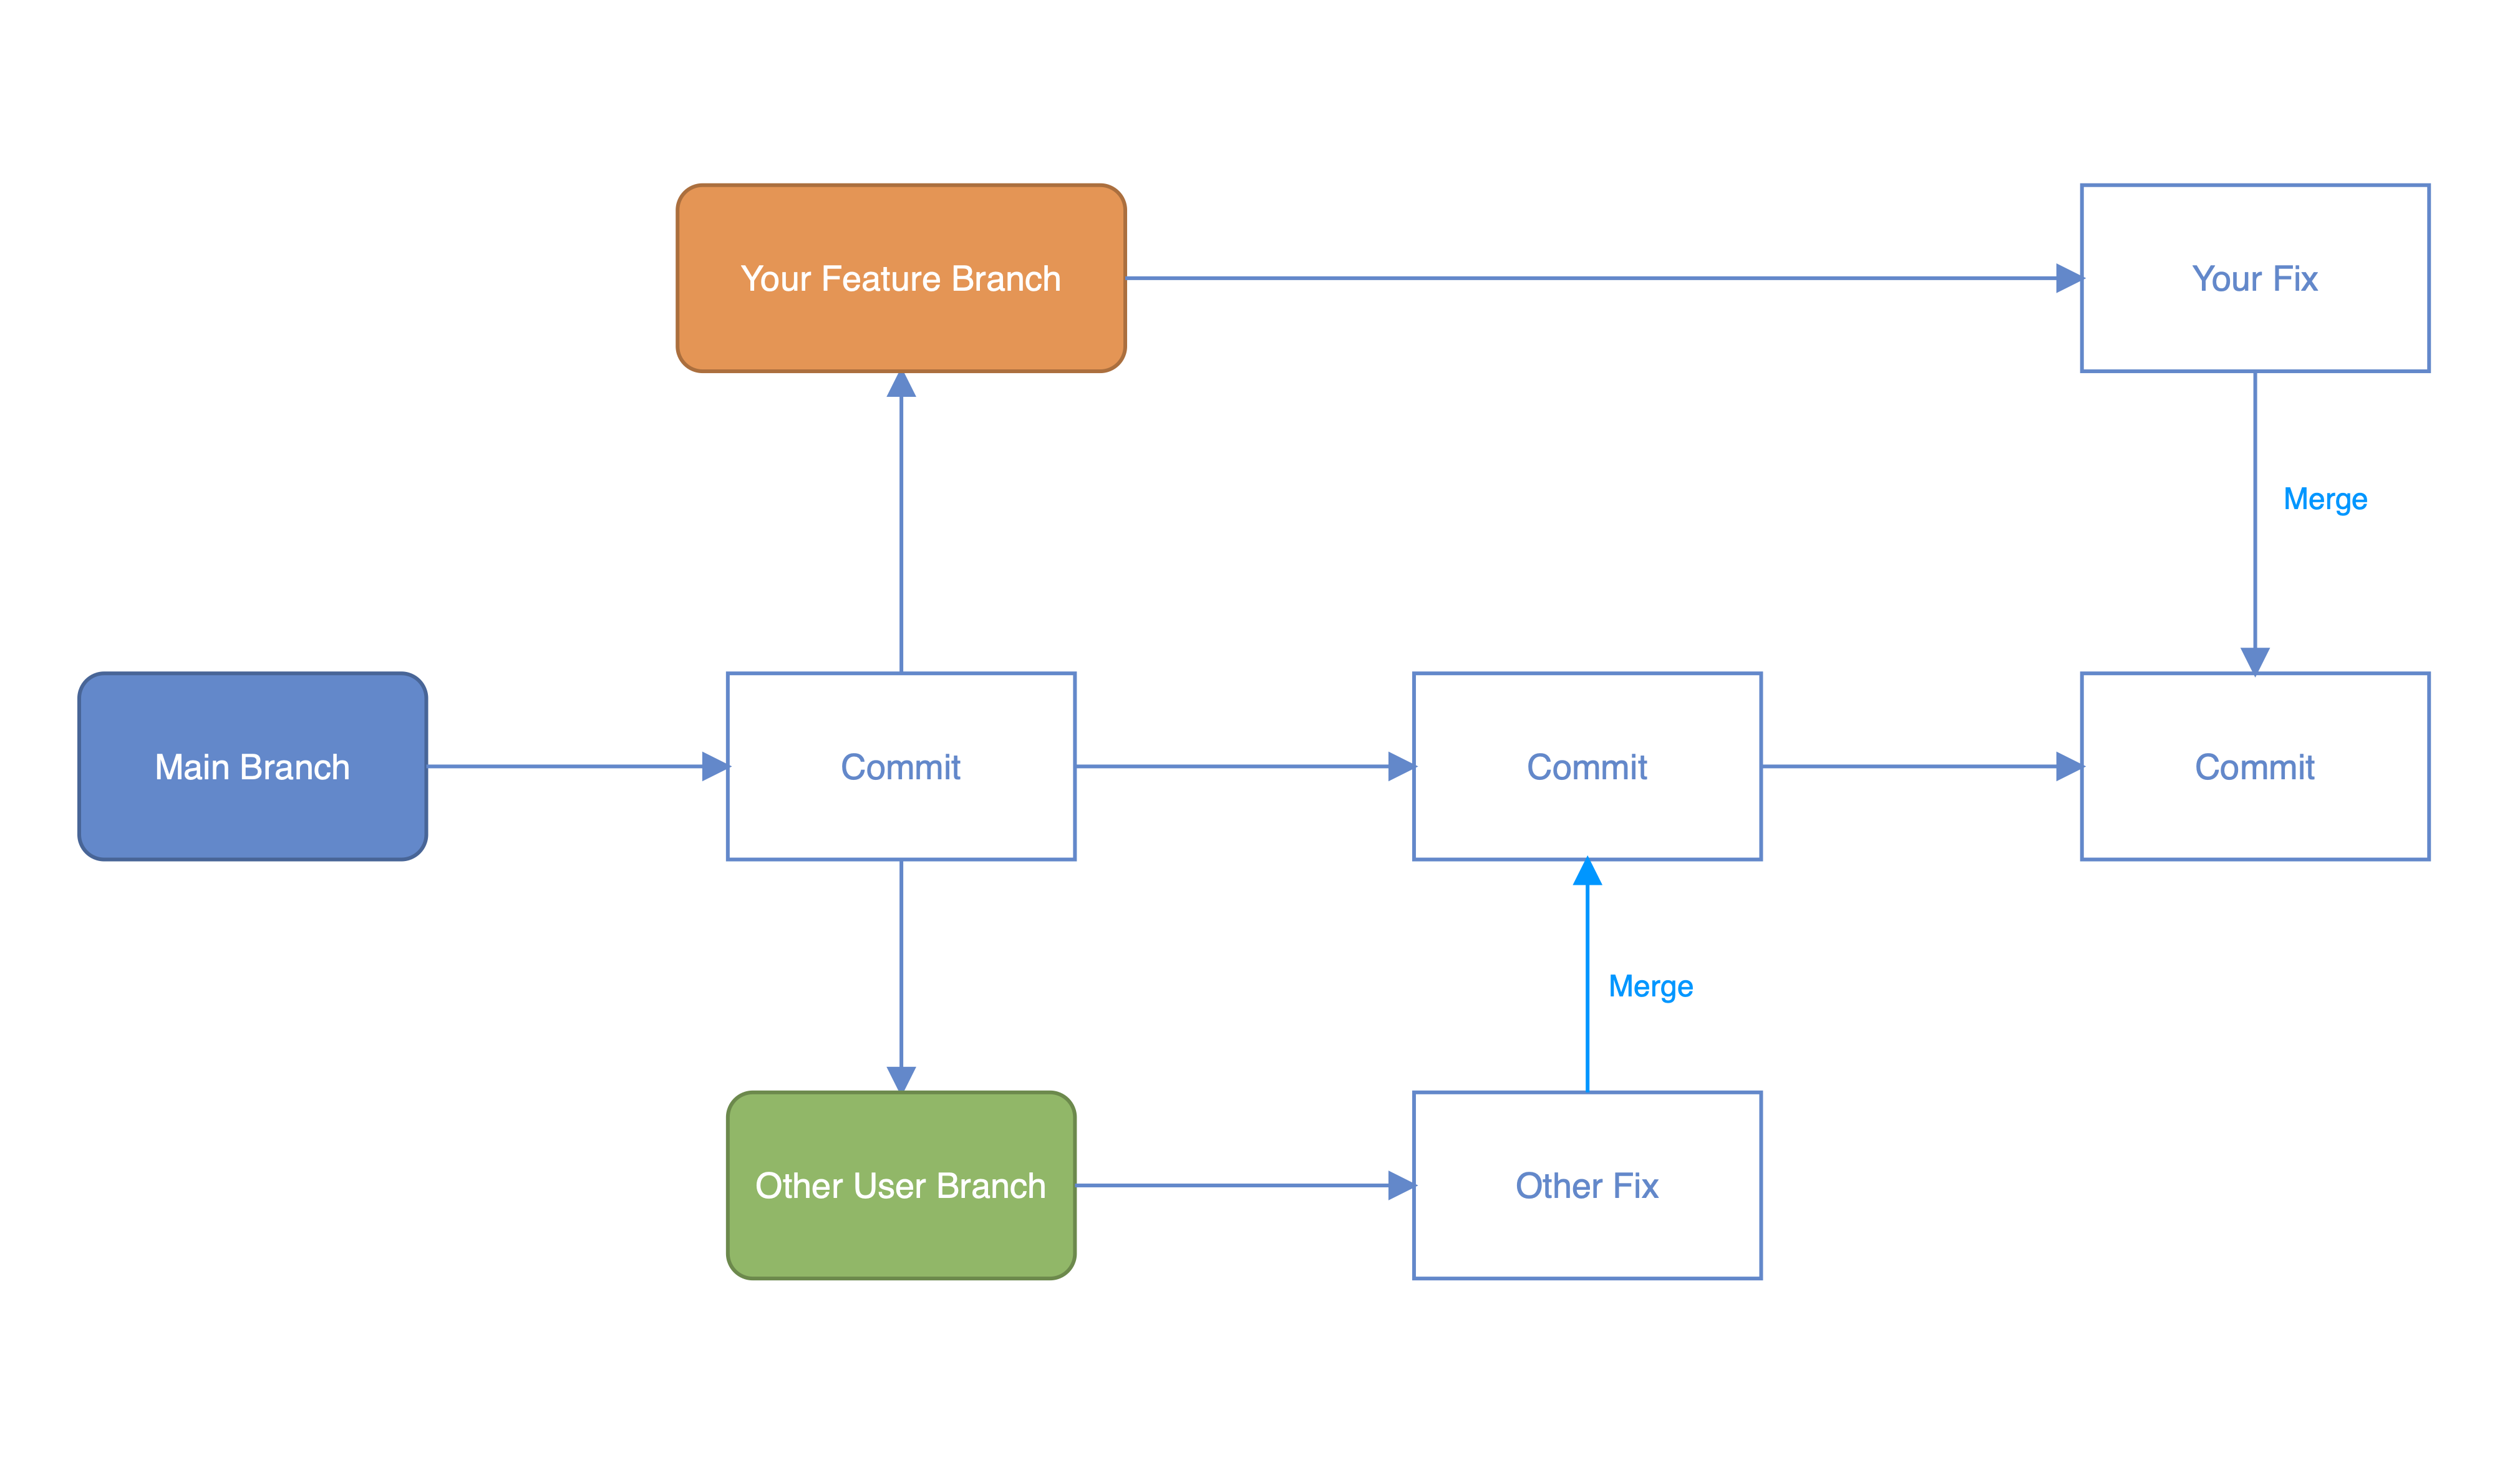 Your Feature Branch
Your Fix
Merge
Main Branch
Commit
Commit
Commit
Merge
Other User Branch
Other Fix